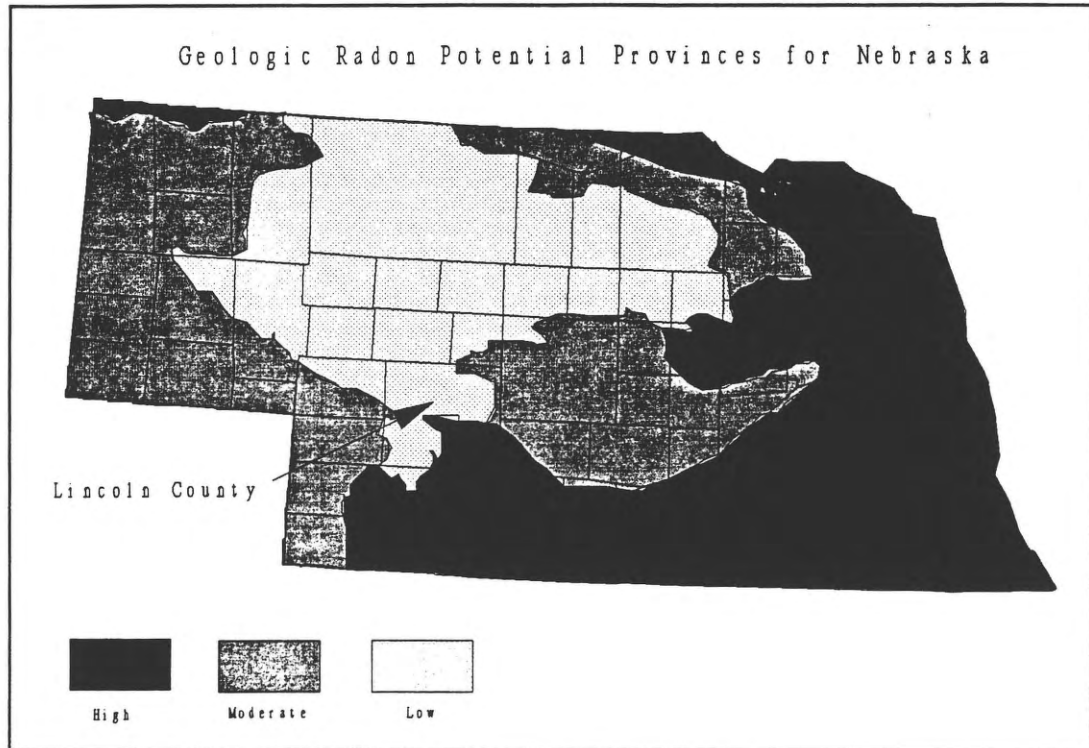 Geologic Radon Potential Provinces for Nebraska
Lincoln County
High
Moderate
Low